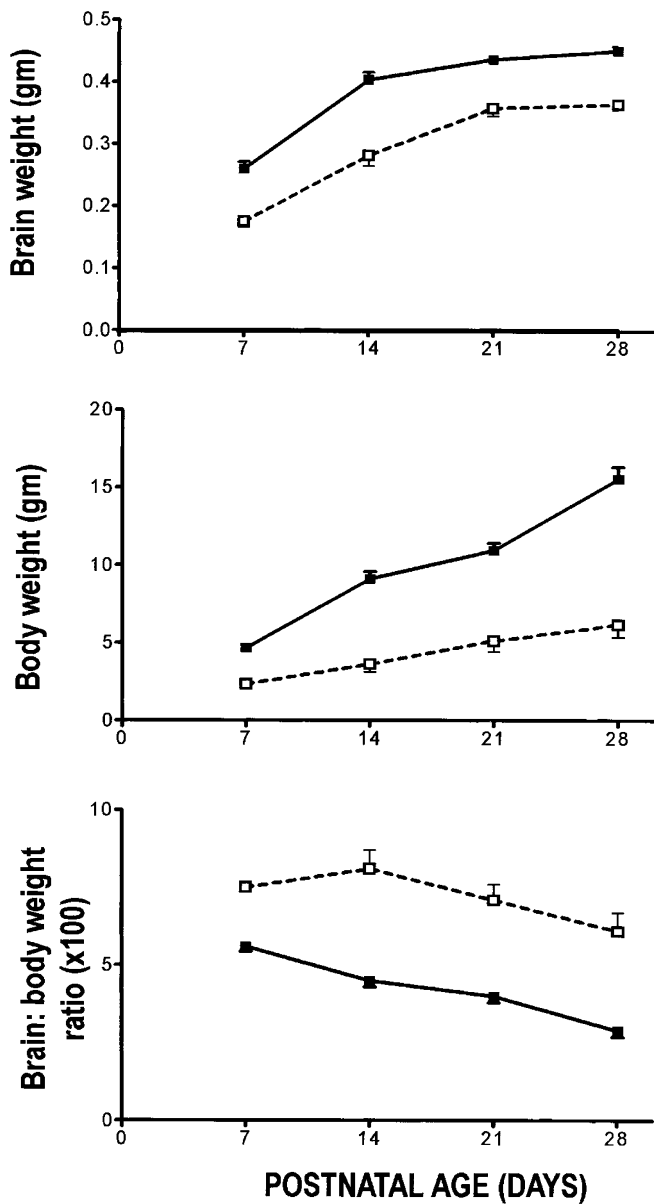 Brain weight (gm)
0.5
0.4
0.3
0.2
0.1
0.0
0 7 14 21 28
Body weight (gm)
20
15
10
5
0
0 7 14 21 28
Brain: body weight
ratio (x100)
10
5
0
0 7 14 21 28
POSTNATAL AGE (DAYS)